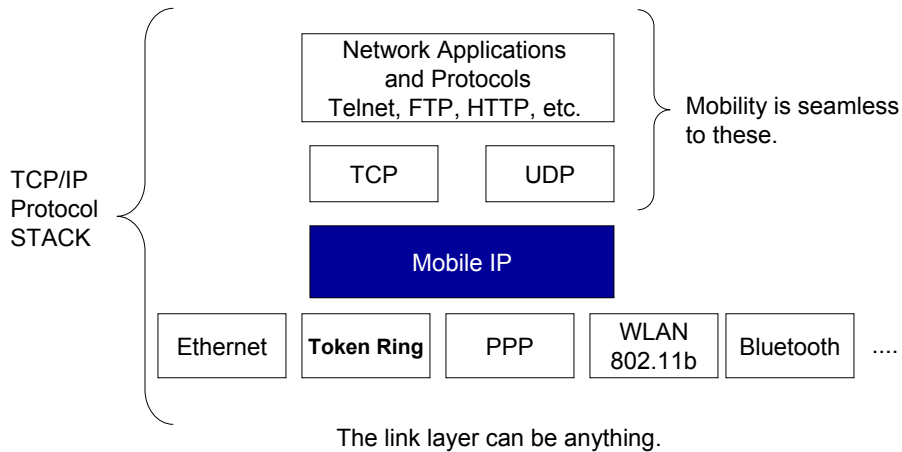 Network Applications
and Protocols
Telnet, FTP, HTTP, etc.
Mobility is seamless
to these.
TCP
UDP
TCP/IP
Protocol
STACK
Mobile IP
Ethernet
Token Ring
PPP
WLAN
802.11b
Bluetooth
....
The link layer can be anything.